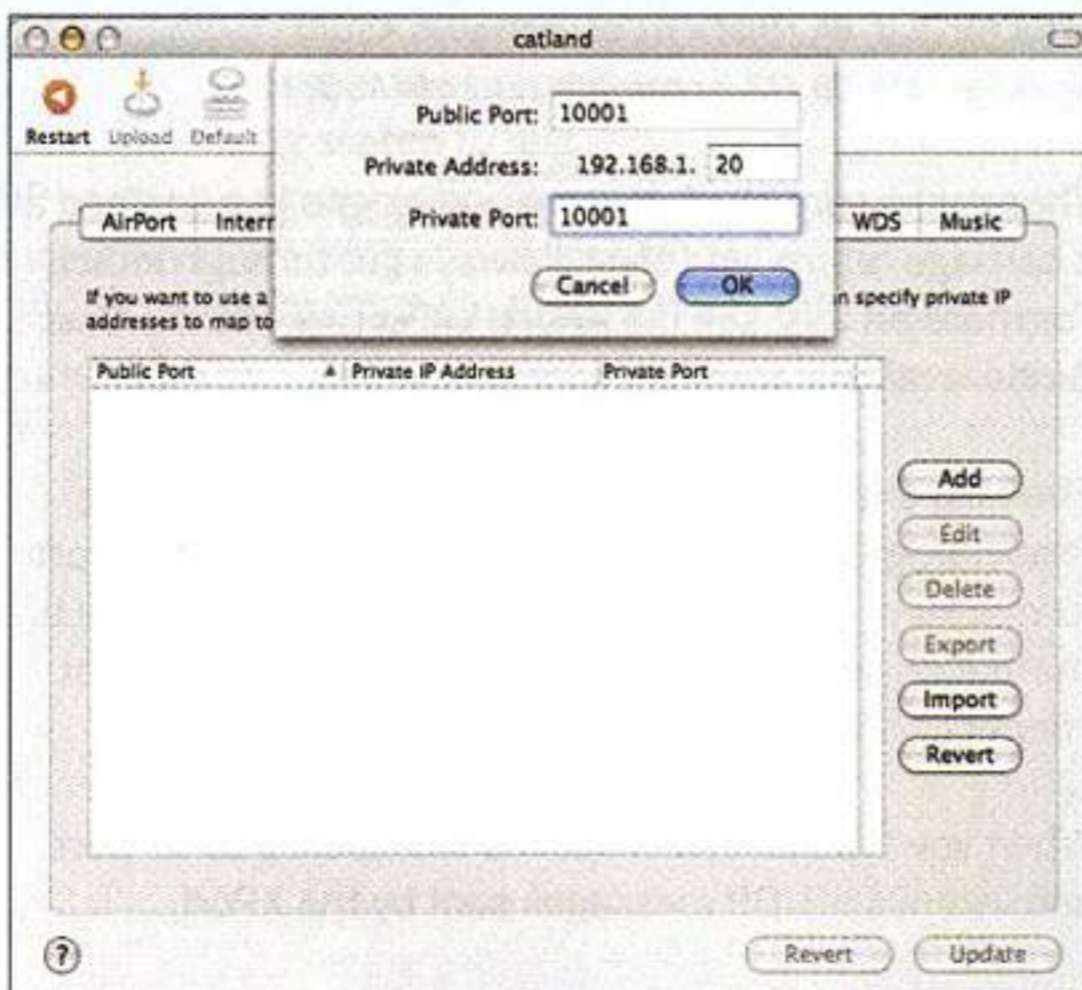 catland
Restart Upload Default
Public Port: 10001
Private Address: 192.168.1. 20
Private Port: 10001
Cancel OK
AirPort Interr WDS Music
If you want to use a n specify private IP
addresses to map to
Public Port Private IP Address Private Port
Add
Edit
Delete
Export
Import
Revert
? Revert Update